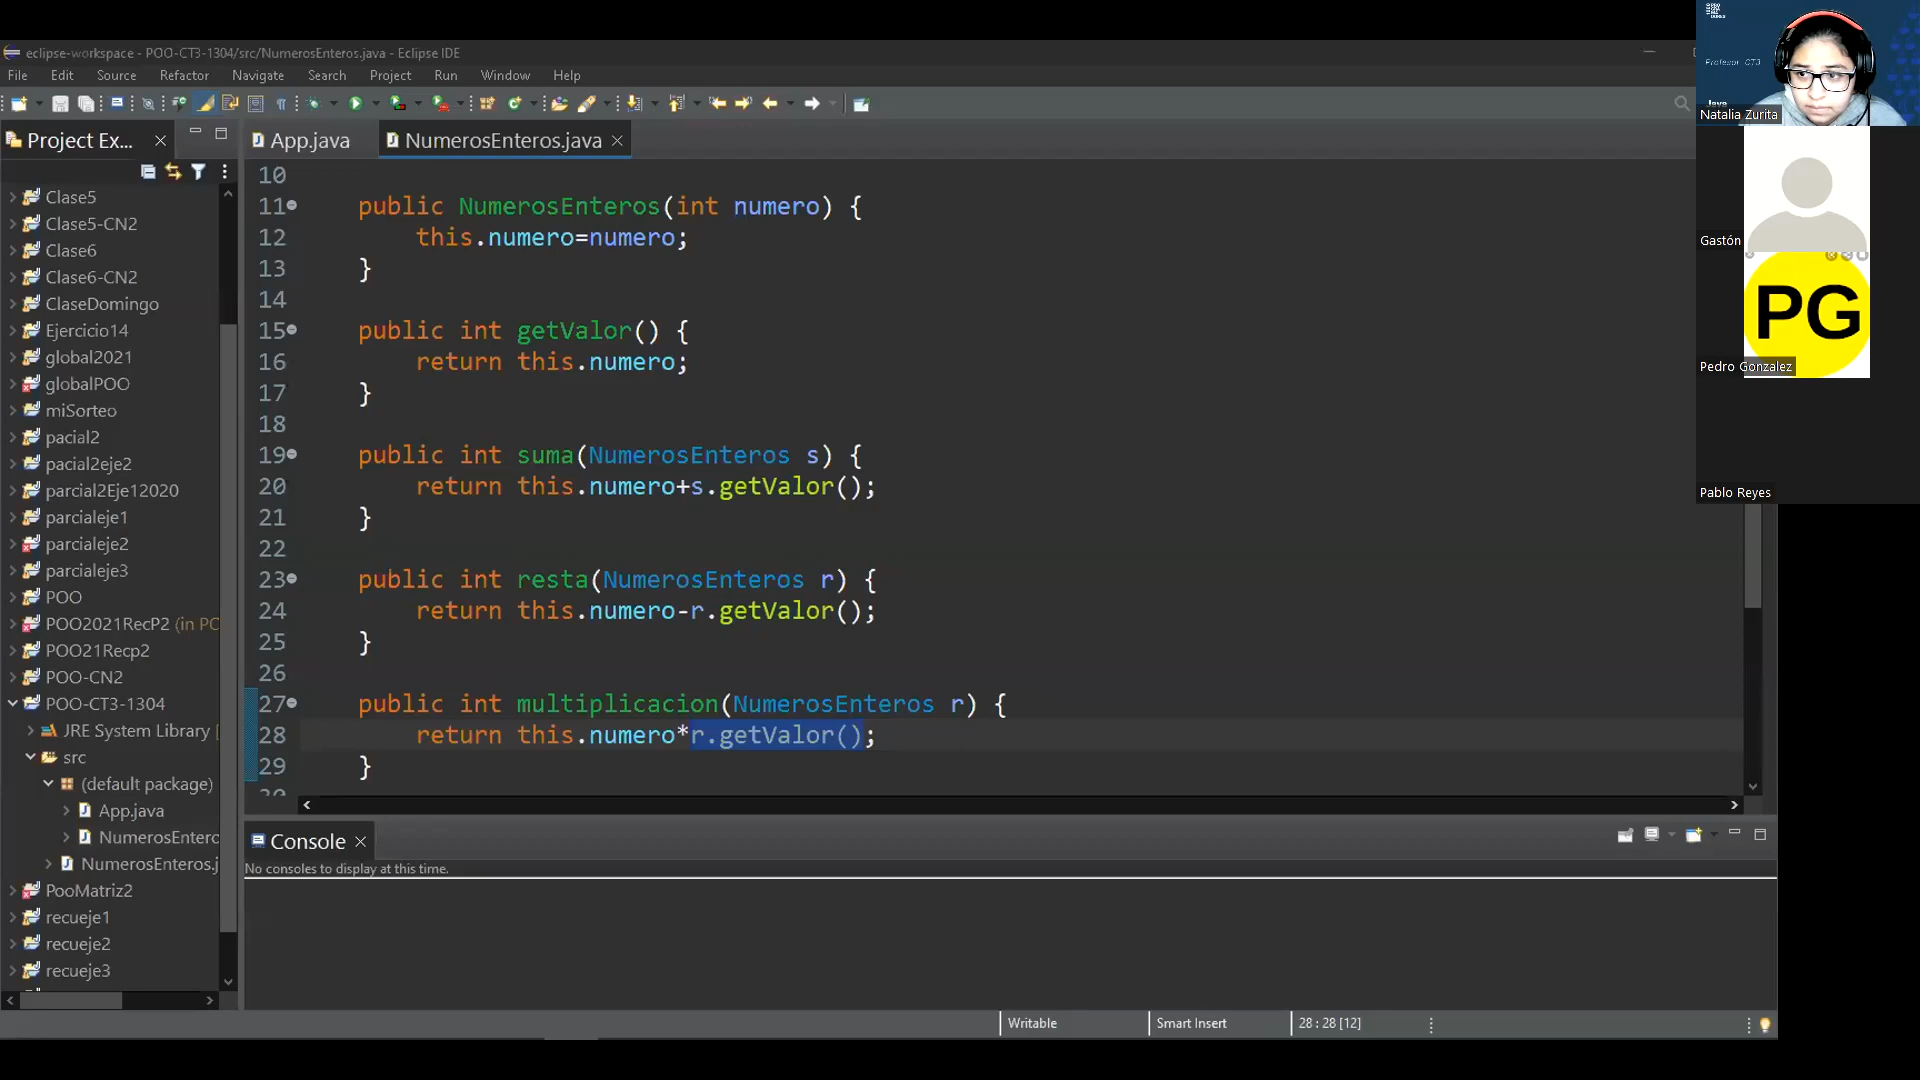 eclipse-workspace - POO-CT3-1304/src/NumerosEnteros.java - Eclipse IDE
File Edit Source Refactor Navigate Search Project Run Window Help
Project Ex...
Clase5
Clase5-CN2
Clase6
Clase6-CN2
ClaseDomingo
Ejercicio14
global2021
globalPOO
miSorteo
pacial2
pacial2eje2
parcial2Eje12020
parcialeje1
parcialeje2
parcialeje3
POO
POO2021RecP2 (in PC
POO21Recp2
POO-CN2
POO-CT3-1304
JRE System Library [
src
(default package)
App.java
NumerosEnterc
NumerosEnteros.j
PooMatriz2
recueje1
recueje2
recueje3
App.java NumerosEnteros.java
10
11 public NumerosEnteros(int numero) {
12 this.numero=numero;
13 }
14
15 public int getValor() {
16 return this.numero;
17 }
18
19 public int suma(NumerosEnteros s) {
20 return this.numero+s.getValor();
21 }
22
23 public int resta(NumerosEnteros r) {
24 return this.numero-r.getValor();
25 }
26
27 public int multiplicacion(NumerosEnteros r) {
28 return this.numero*r.getValor();
29 }
Console
No consoles to display at this time.
Writable Smart Insert 28 : 28 [12]
Profesor CT3
Java
Natalia Zurita
Gastón
PG
Pedro Gonzalez
Pablo Reyes